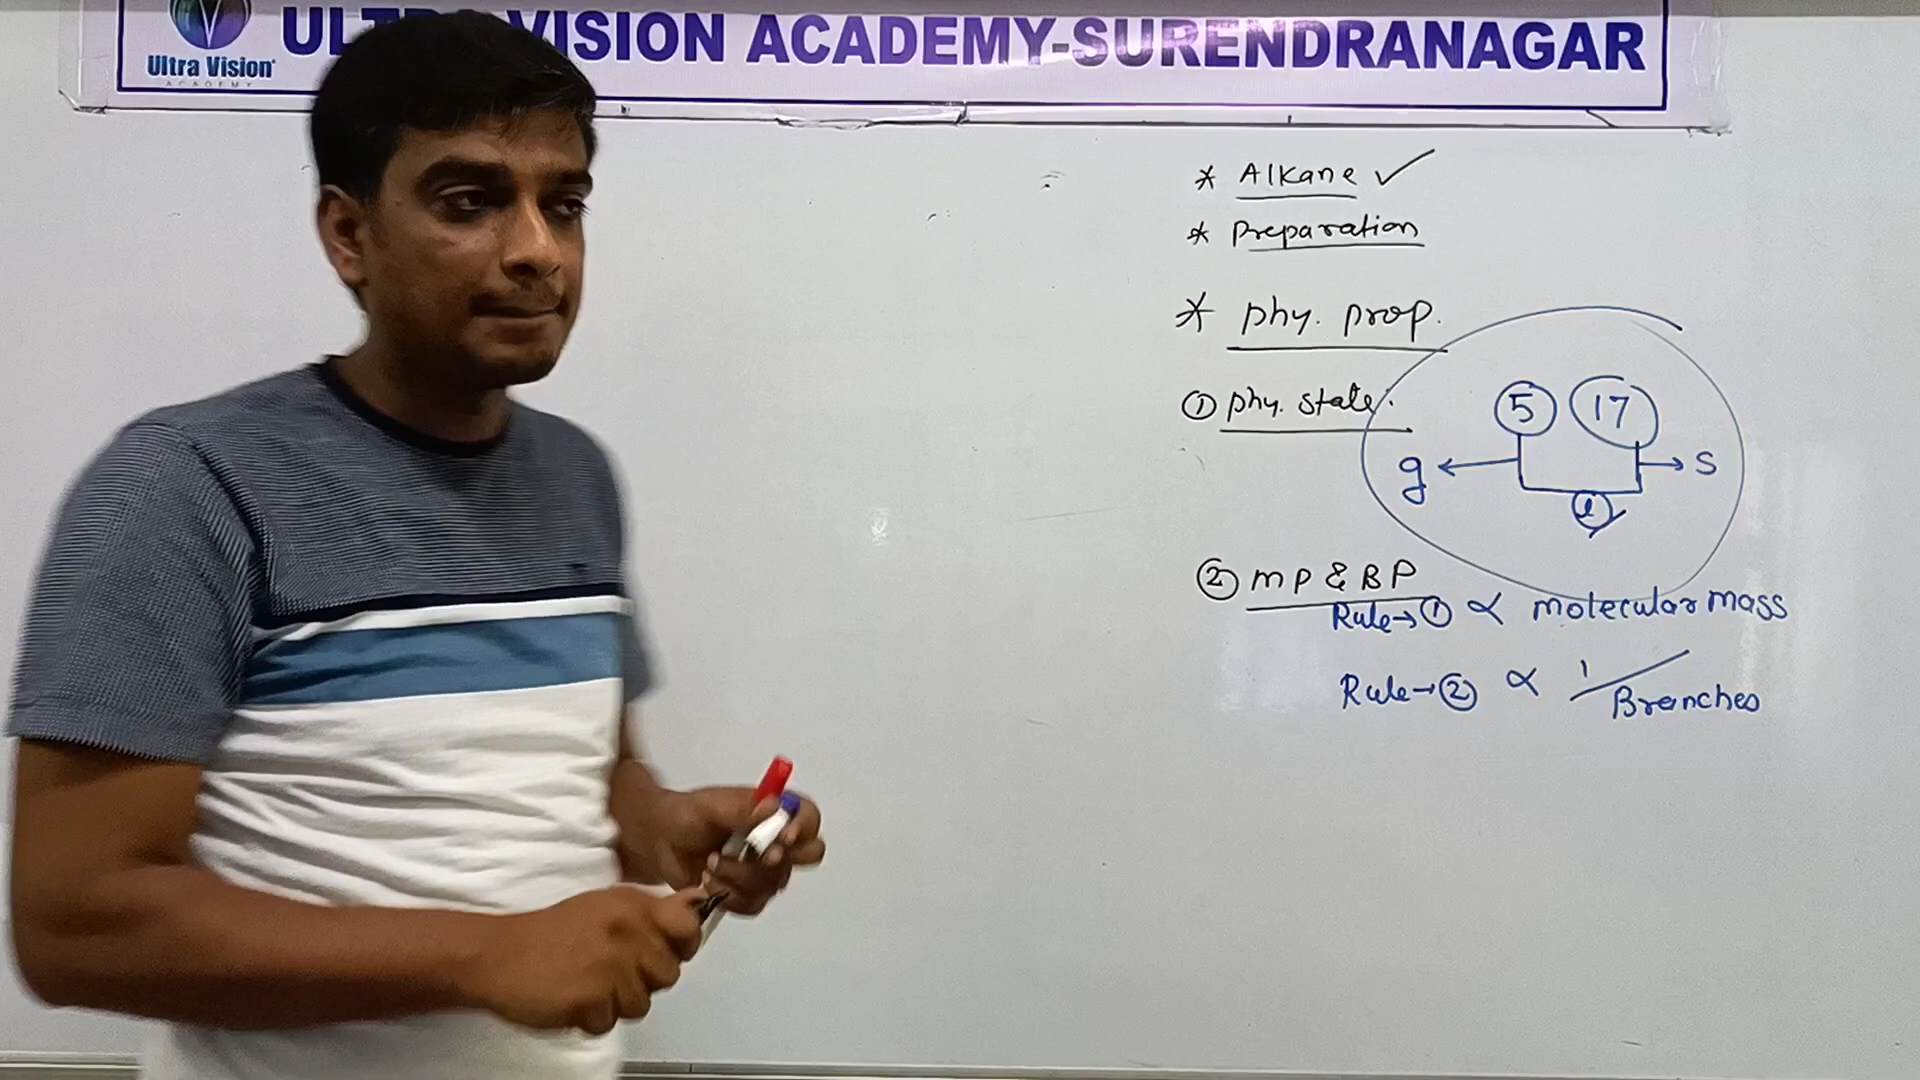 ULTRA VISION ACADEMY-SURENDRANAGAR
Ultra Vision
ACADEMY
* Alkane ✓
* Preparation
* phy. prop.
① phy. state.
5 17
g ← → s
l
② MP & BP
Rule→① ∝ molecular mass
Rule→② ∝ 1/Branches